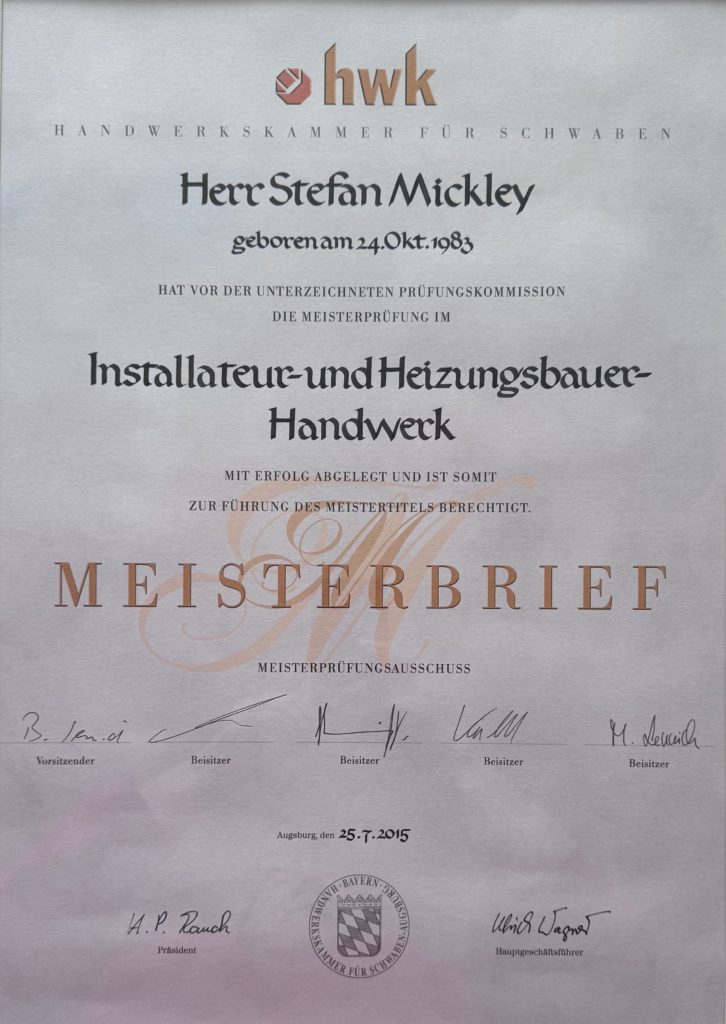 hwk
HANDWERKSKAMMER FÜR SCHWABEN
Herr Stefan Mickley
geboren am 24.Okt.1983
HAT VOR DER UNTERZEICHNETEN PRÜFUNGSKOMMISSION
DIE MEISTERPRÜFUNG IM
Installateur-und Heizungsbauer-
Handwerk
MIT ERFOLG ABGELEGT UND IST SOMIT
ZUR FÜHRUNG DES MEISTERTITELS BERECHTIGT.
M
MEISTERBRIEF
MEISTERPRÜFUNGSAUSSCHUSS
Vorsitzender Beisitzer Beisitzer Beisitzer Beisitzer
Augsburg, den 25.7.2015
H. P. Rauch Ulrich Wagner
Präsident Hauptgeschäftsführer
BAYERN · HANDWERKSKAMMER FÜR SCHWABEN · AUGSBURG